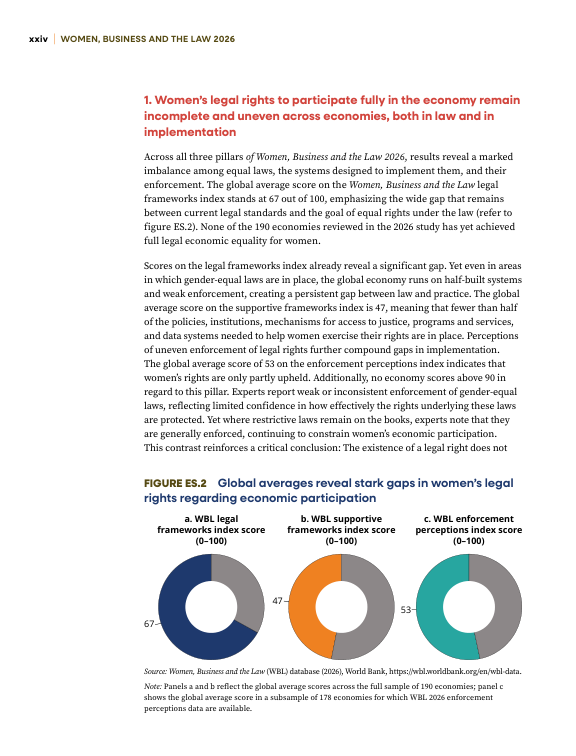 xxiv | WOMEN, BUSINESS AND THE LAW 2026
1. Women’s legal rights to participate fully in the economy remain
incomplete and uneven across economies, both in law and in
implementation
Across all three pillars of Women, Business and the Law 2026, results reveal a marked
imbalance among equal laws, the systems designed to implement them, and their
enforcement. The global average score on the Women, Business and the Law legal
frameworks index stands at 67 out of 100, emphasizing the wide gap that remains
between current legal standards and the goal of equal rights under the law (refer to
figure ES.2). None of the 190 economies reviewed in the 2026 study has yet achieved
full legal economic equality for women.
Scores on the legal frameworks index already reveal a significant gap. Yet even in areas
in which gender-equal laws are in place, the global economy runs on half-built systems
and weak enforcement, creating a persistent gap between law and practice. The global
average score on the supportive frameworks index is 47, meaning that fewer than half
of the policies, institutions, mechanisms for access to justice, programs and services,
and data systems needed to help women exercise their rights are in place. Perceptions
of uneven enforcement of legal rights further compound gaps in implementation.
The global average score of 53 on the enforcement perceptions index indicates that
women’s rights are only partly upheld. Additionally, no economy scores above 90 in
regard to this pillar. Experts report weak or inconsistent enforcement of gender-equal
laws, reflecting limited confidence in how effectively the rights underlying these laws
are protected. Yet where restrictive laws remain on the books, experts note that they
are generally enforced, continuing to constrain women’s economic participation.
This contrast reinforces a critical conclusion: The existence of a legal right does not
FIGURE ES.2 Global averages reveal stark gaps in women’s legal
rights regarding economic participation
a. WBL legal
frameworks index score
(0–100)
67
b. WBL supportive
frameworks index score
(0–100)
47
c. WBL enforcement
perceptions index score
(0–100)
53
Source: Women, Business and the Law (WBL) database (2026), World Bank, https://wbl.worldbank.org/en/wbl-data.
Note: Panels a and b reflect the global average scores across the full sample of 190 economies; panel c
shows the global average score in a subsample of 178 economies for which WBL 2026 enforcement
perceptions data are available.